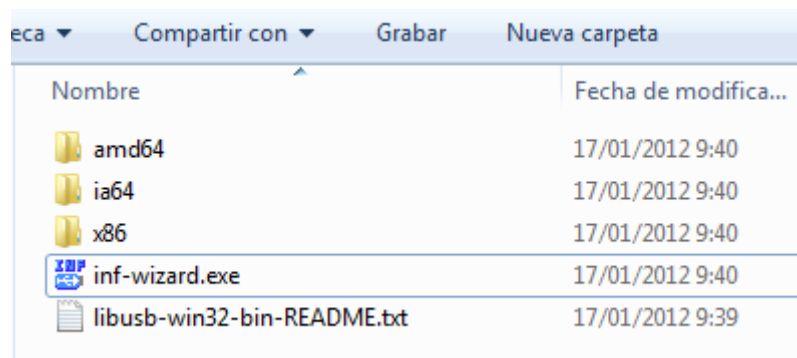 eca Compartir con Grabar Nueva carpeta
Nombre Fecha de modifica...
amd64 17/01/2012 9:40
ia64 17/01/2012 9:40
x86 17/01/2012 9:40
inf-wizard.exe 17/01/2012 9:40
libusb-win32-bin-README.txt 17/01/2012 9:39